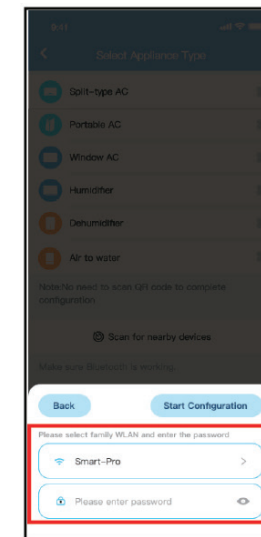 9:41
Select Appliance Type
Split-type AC
Portable AC
Window AC
Humidifier
Dehumidifier
Air to water
Note:No need to scan QR code to complete
configuration
Scan for nearby devices
Make sure Bluetooth is working.
Back
Start Configuration
Please select family WLAN and enter the password
Smart-Pro
Please enter password